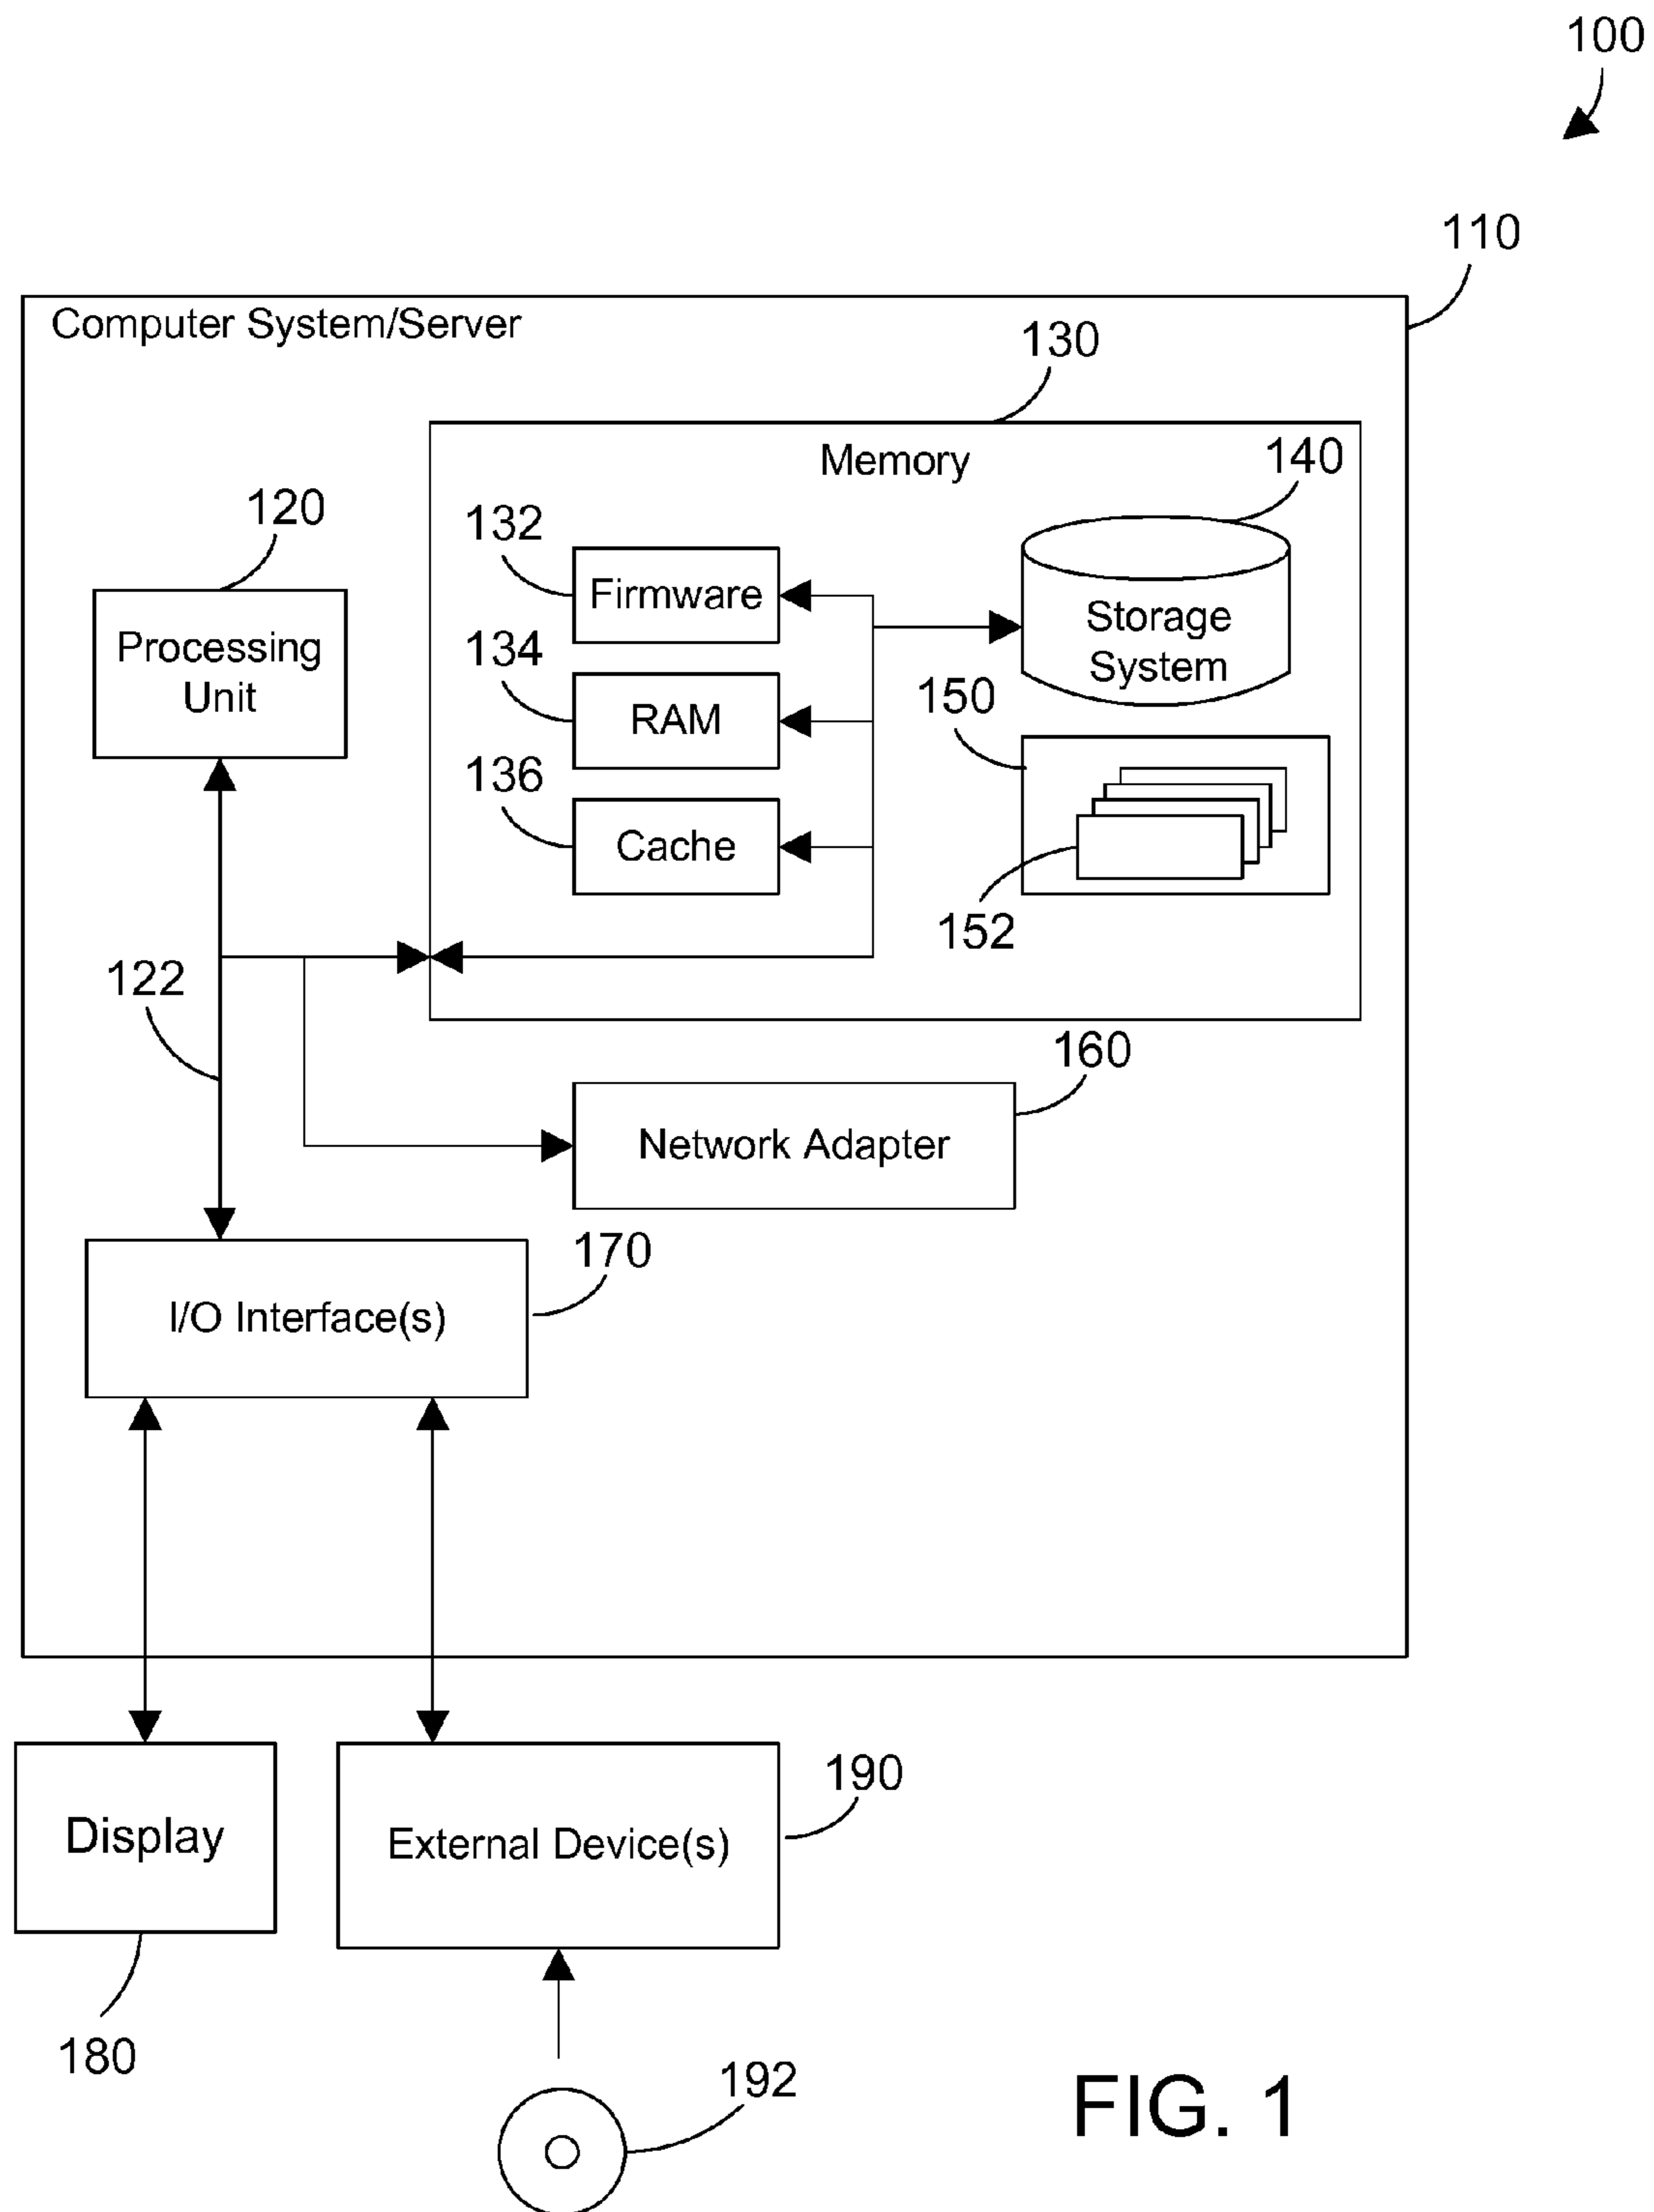 100
110
Computer System/Server
130
Memory
140
120
132
Firmware
Processing
Unit
Storage
System
134
RAM
150
136
Cache
152
122
160
Network Adapter
170
I/O Interface(s)
190
Display
External Device(s)
180
192
FIG. 1